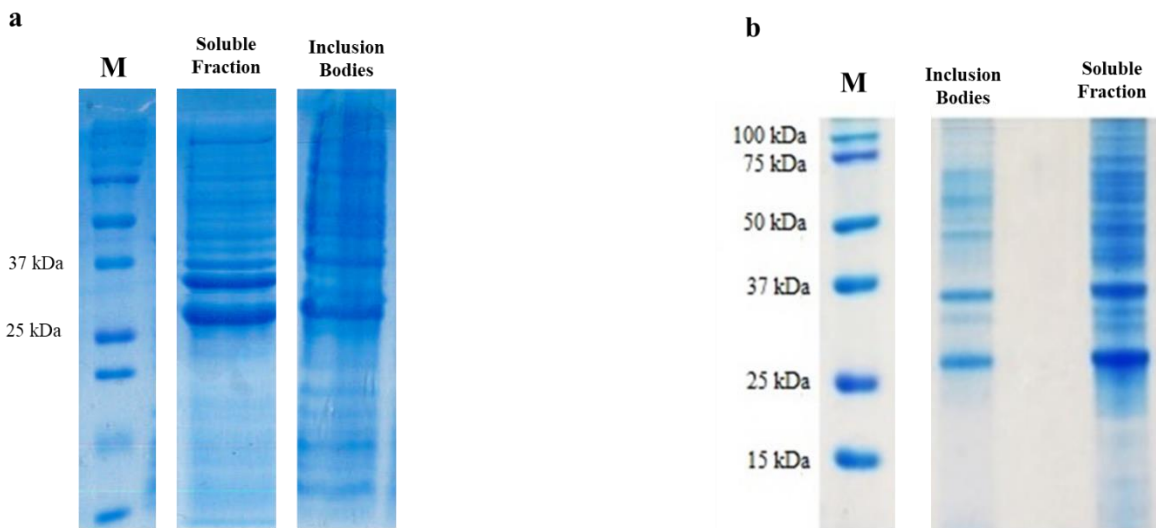 a
M
Soluble
Fraction
Inclusion
Bodies
37 kDa
25 kDa
b
M
Inclusion
Bodies
Soluble
Fraction
100 kDa
75 kDa
50 kDa
37 kDa
25 kDa
15 kDa